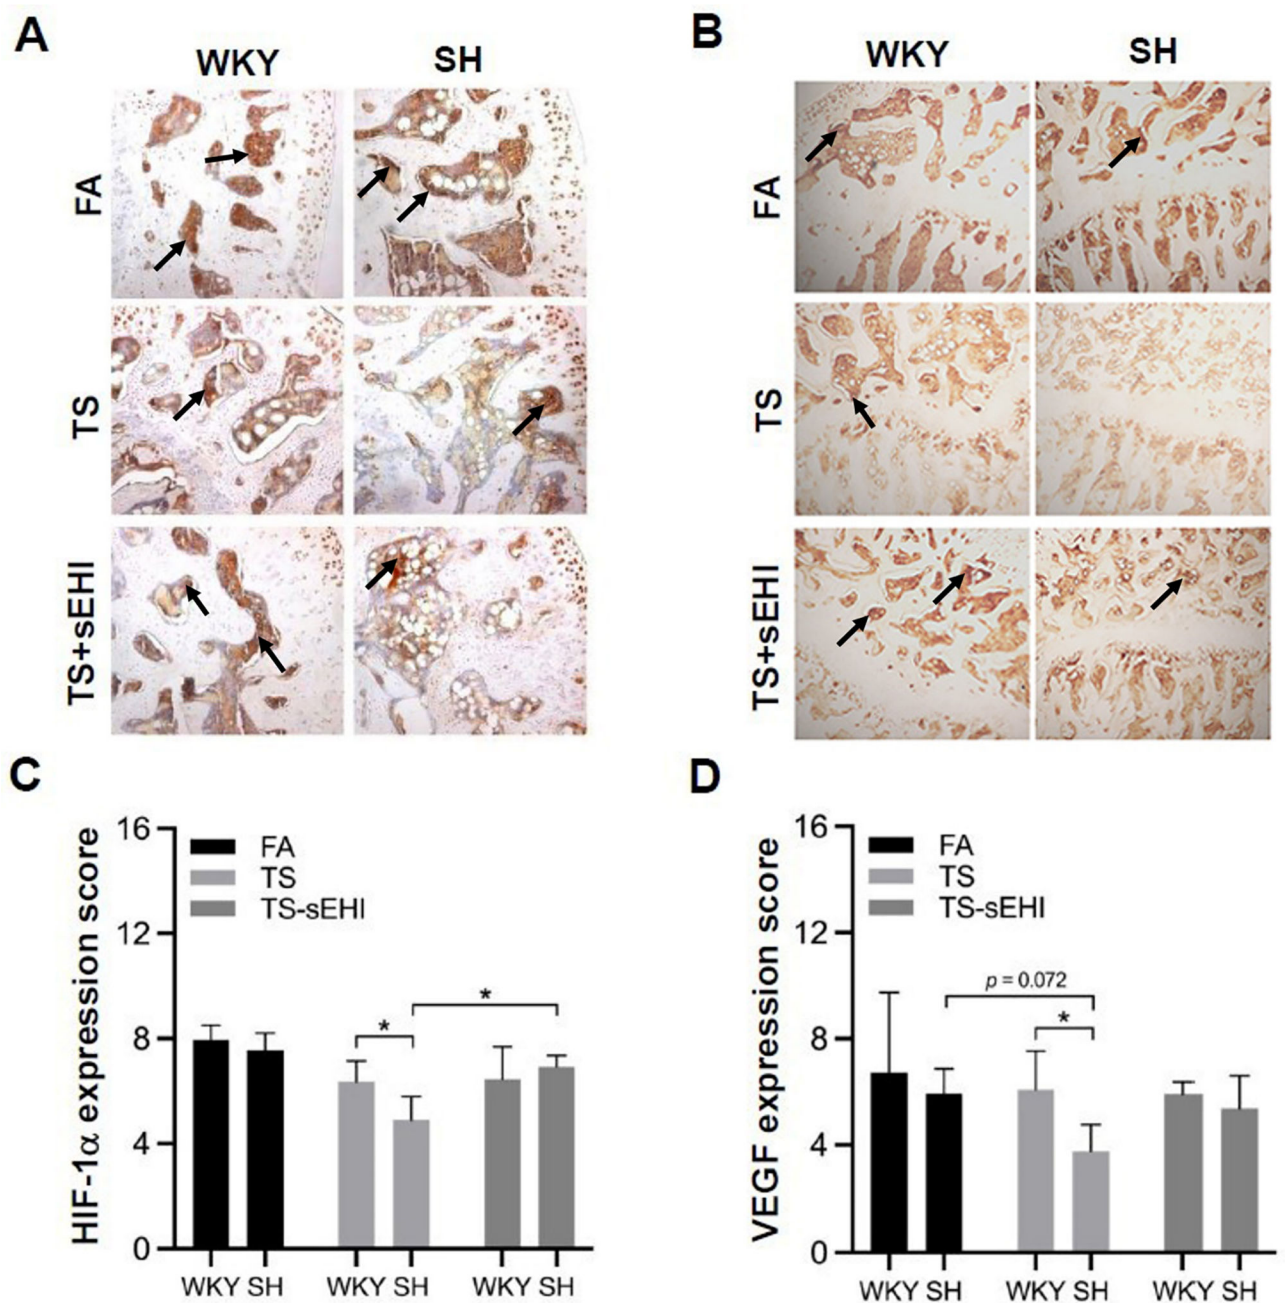 A
WKY SH
FA
TS
TS+sEHI
B
WKY SH
FA
TS
TS+sEHI
C
HIF-1α expression score
16
12
8
4
0
FA
TS
TS-sEHI
*
*
WKY SH WKY SH WKY SH
D
VEGF expression score
16
12
8
4
0
FA
TS
TS-sEHI
p = 0.072
*
WKY SH WKY SH WKY SH